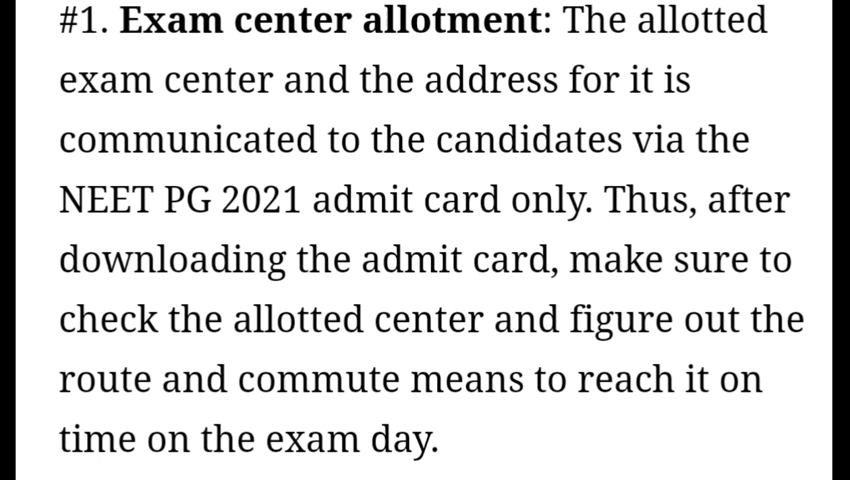 #1. Exam center allotment: The allotted
exam center and the address for it is
communicated to the candidates via the
NEET PG 2021 admit card only. Thus, after
downloading the admit card, make sure to
check the allotted center and figure out the
route and commute means to reach it on
time on the exam day.